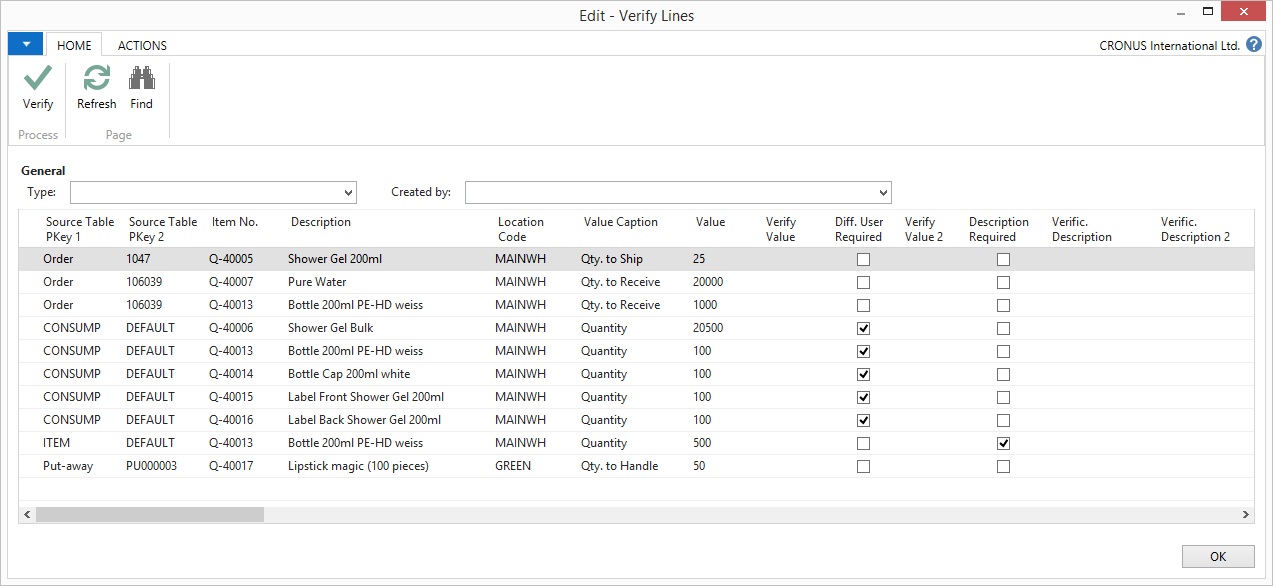 Edit - Verify Lines
HOME ACTIONS CRONUS International Ltd. ?
Verify Refresh Find
Process Page
General
Type: Created by:
Source Table PKey 1 Source Table PKey 2 Item No. Description Location Code Value Caption Value Verify Value Diff. User Required Verify Value 2 Description Required Verific. Description Verific. Description 2
Order 1047 Q-40005 Shower Gel 200ml MAINWH Qty. to Ship 25
Order 106039 Q-40007 Pure Water MAINWH Qty. to Receive 20000
Order 106039 Q-40013 Bottle 200ml PE-HD weiss MAINWH Qty. to Receive 1000
CONSUMP DEFAULT Q-40006 Shower Gel Bulk MAINWH Quantity 20500
CONSUMP DEFAULT Q-40013 Bottle 200ml PE-HD weiss MAINWH Quantity 100
CONSUMP DEFAULT Q-40014 Bottle Cap 200ml white MAINWH Quantity 100
CONSUMP DEFAULT Q-40015 Label Front Shower Gel 200ml MAINWH Quantity 100
CONSUMP DEFAULT Q-40016 Label Back Shower Gel 200ml MAINWH Quantity 100
ITEM DEFAULT Q-40013 Bottle 200ml PE-HD weiss MAINWH Quantity 500
Put-away PU000003 Q-40017 Lipstick magic (100 pieces) GREEN Qty. to Handle 50
OK